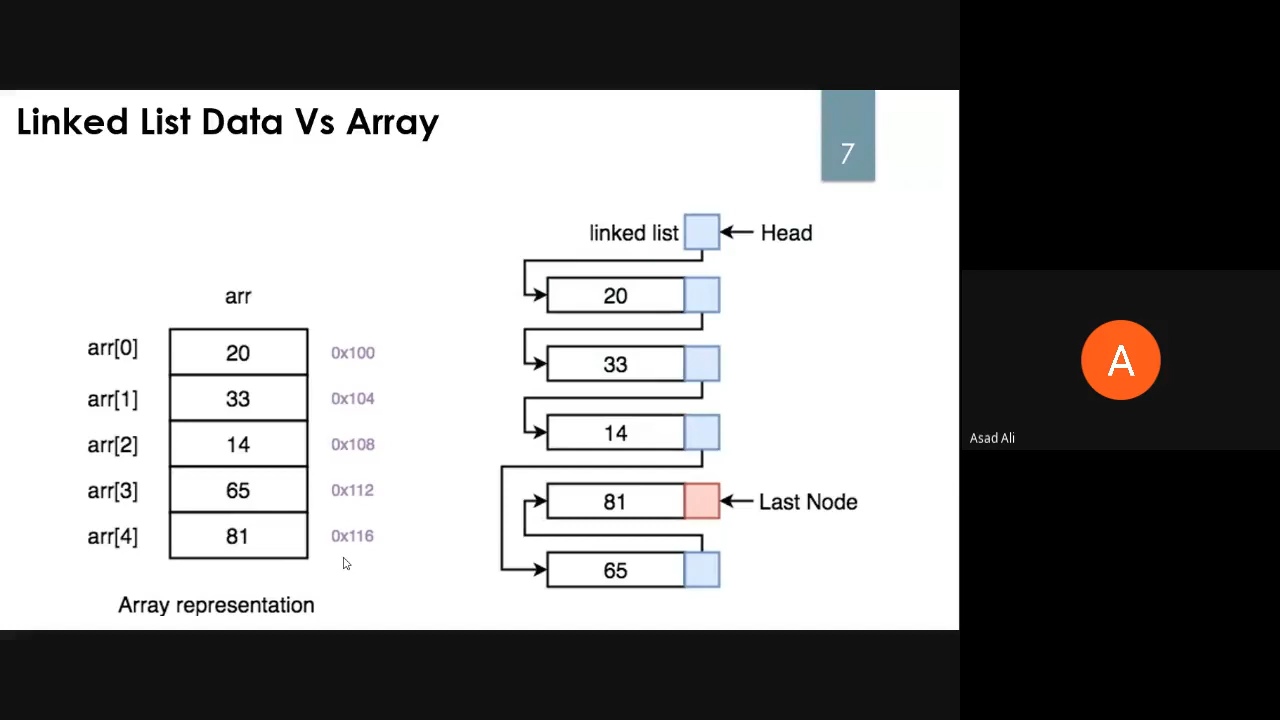 Linked List Data Vs Array
7
arr
arr[0] 20 0x100
arr[1] 33 0x104
arr[2] 14 0x108
arr[3] 65 0x112
arr[4] 81 0x116
Array representation
linked list Head
20
33
14
81 Last Node
65
A
Asad Ali